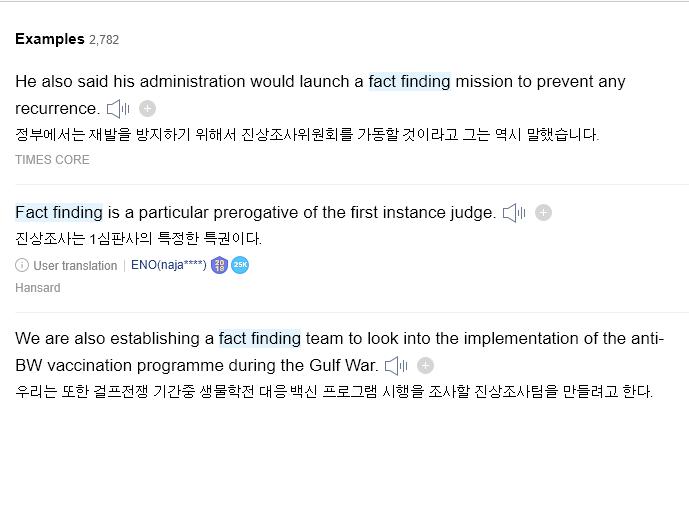 Examples 2,782
He also said his administration would launch a fact finding mission to prevent any
recurrence.
정부에서는 재발을 방지하기 위해서 진상조사위원회를 가동할 것이라고 그는 역시 말했습니다.
TIMES CORE
Fact finding is a particular prerogative of the first instance judge.
진상조사는 1심판사의 특정한 특권이다.
User translation | ENO(naja****) 2018 25K
Hansard
We are also establishing a fact finding team to look into the implementation of the anti-
BW vaccination programme during the Gulf War.
우리는 또한 걸프전쟁 기간중 생물학전 대응 백신 프로그램 시행을 조사할 진상조사팀을 만들려고 한다.